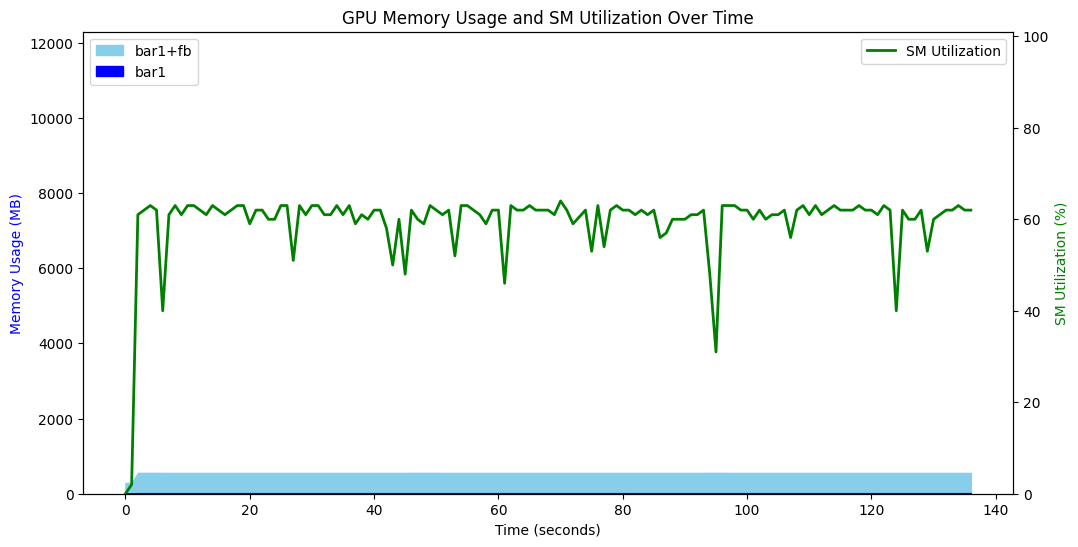 GPU Memory Usage and SM Utilization Over Time
bar1+fb
bar1
SM Utilization
12000
10000
8000
6000
4000
2000
0
Memory Usage (MB)
100
80
60
40
20
0
SM Utilization (%)
0 20 40 60 80 100 120 140
Time (seconds)